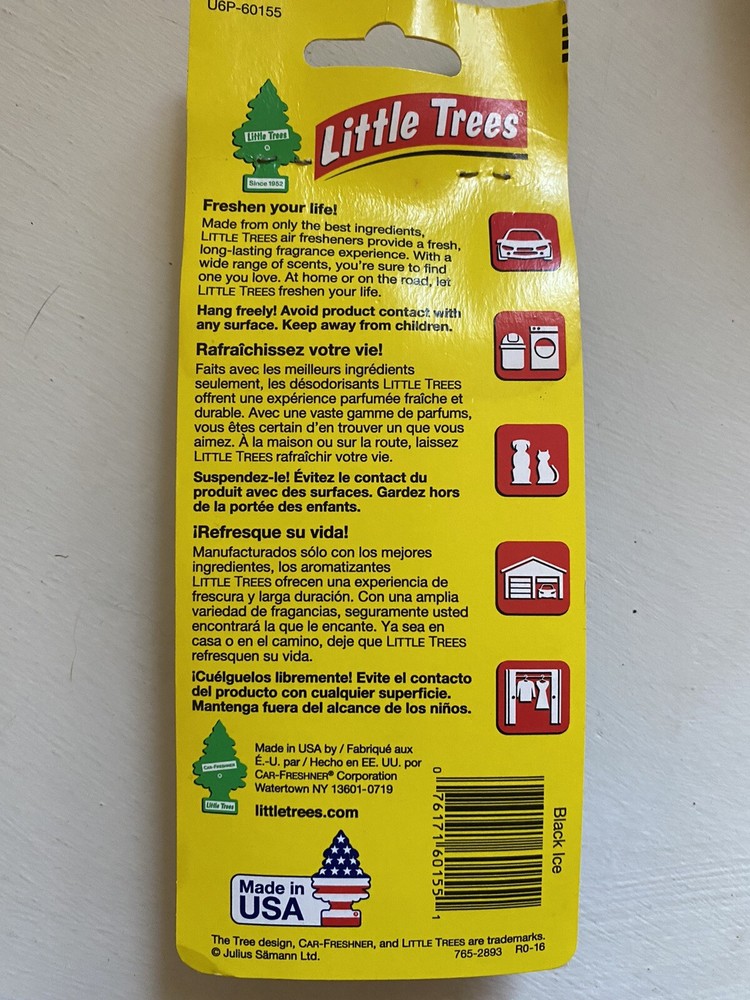 U6P-60155
Little Trees
Little Trees
Since 1952
Freshen your life!
Made from only the best ingredients,
LITTLE TREES air fresheners provide a fresh,
long-lasting fragrance experience. With a
wide range of scents, you're sure to find
one you love. At home or on the road, let
LITTLE TREES freshen your life.
Hang freely! Avoid product contact with
any surface. Keep away from children.
Rafraîchissez votre vie!
Faits avec les meilleurs ingrédients
seulement, les désodorisants LITTLE TREES
offrent une expérience parfumée fraîche et
durable. Avec une vaste gamme de parfums,
vous êtes certain d'en trouver un que vous
aimez. À la maison ou sur la route, laissez
LITTLE TREES rafraîchir votre vie.
Suspendez-le! Évitez le contact du
produit avec des surfaces. Gardez hors
de la portée des enfants.
¡Refresque su vida!
Manufacturados sólo con los mejores
ingredientes, los aromatizantes
LITTLE TREES ofrecen una experiencia de
frescura y larga duración. Con una amplia
variedad de fragancias, seguramente usted
encontrará la que le encante. Ya sea en
casa o en el camino, deje que LITTLE TREES
refresquen su vida.
¡Cuélguelos libremente! Evite el contacto
del producto con cualquier superficie.
Mantenga fuera del alcance de los niños.
CAR-FRESHNER
Little Trees
Made in USA by / Fabriqué aux
É.-U. par / Hecho en EE. UU. por
CAR-FRESHNER® Corporation
Watertown NY 13601-0719
littletrees.com
Made in
USA
0 76171 60155 1
Black Ice
The Tree design, CAR-FRESHNER, and LITTLE TREES are trademarks.
© Julius Sämann Ltd.
765-2893 R0-16